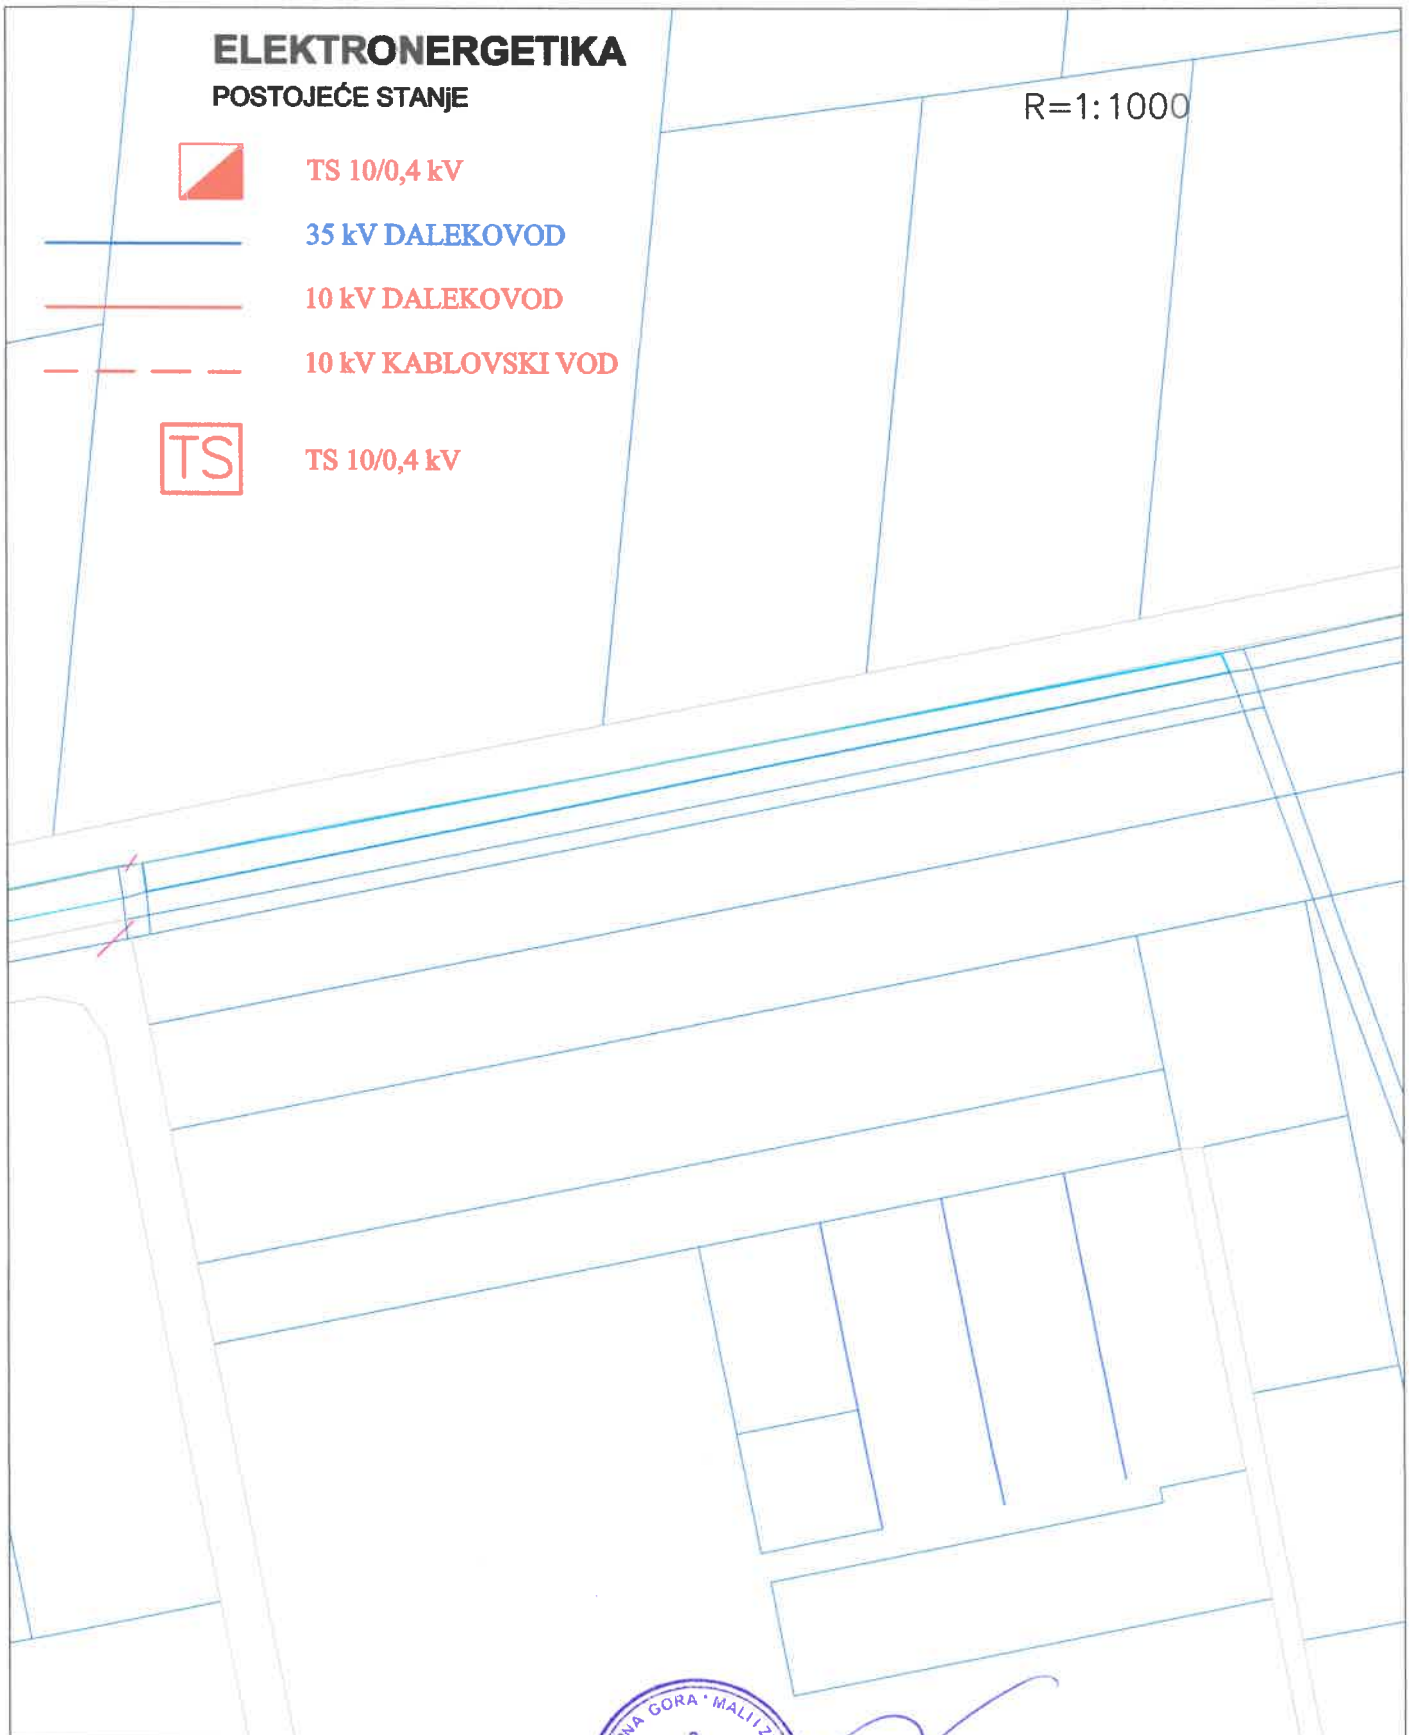 ELEKTRONERGETIKA
POSTOJEĆE STANjE
R=1:1000
TS 10/0,4 kV
35 kV DALEKOVOD
10 kV DALEKOVOD
10 kV KABLOVSKI VOD
TS
TS 10/0,4 kV
GORA * MALI I Z